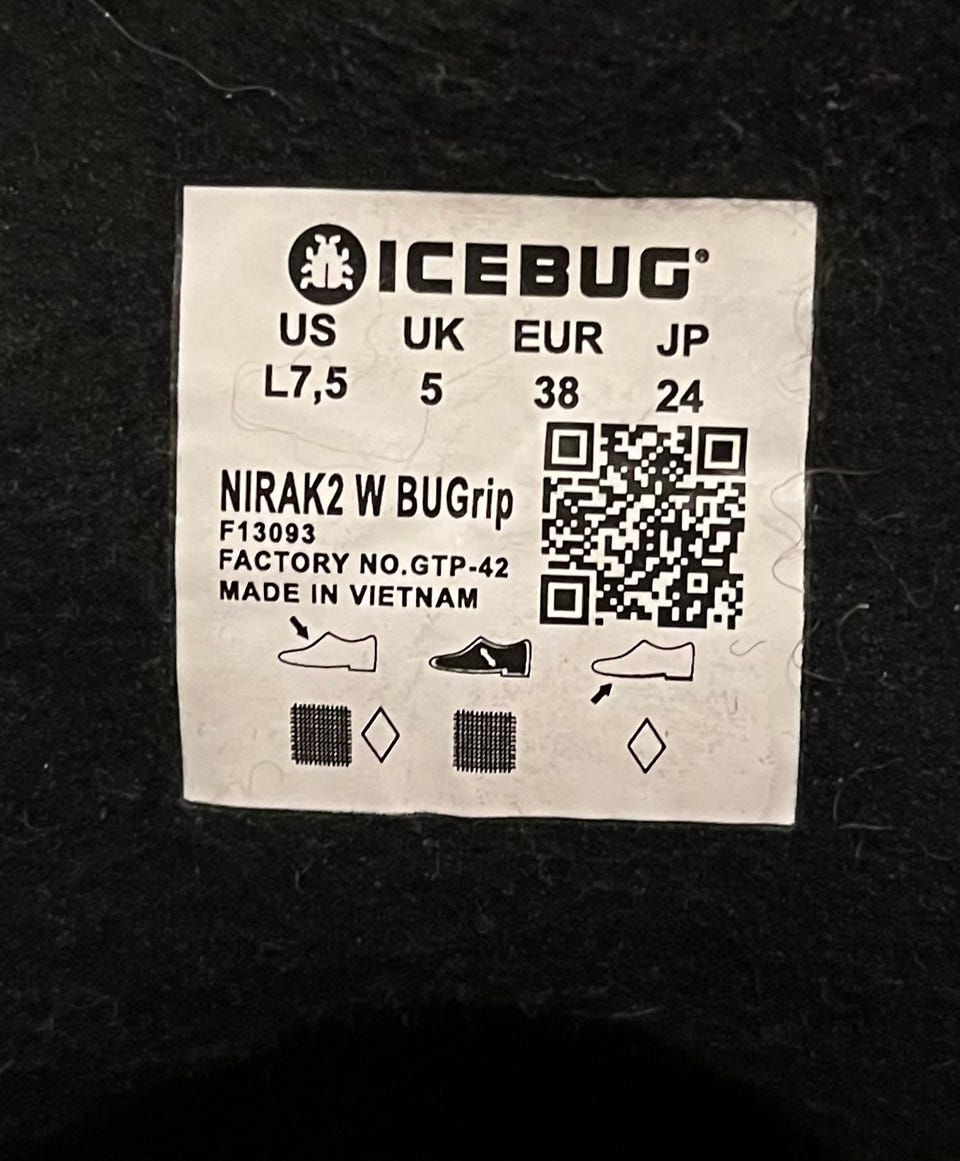 ICEBUG®
US UK EUR JP
L7,5 5 38 24
NIRAK2 W BUGrip
F13093
FACTORY NO.GTP-42
MADE IN VIETNAM